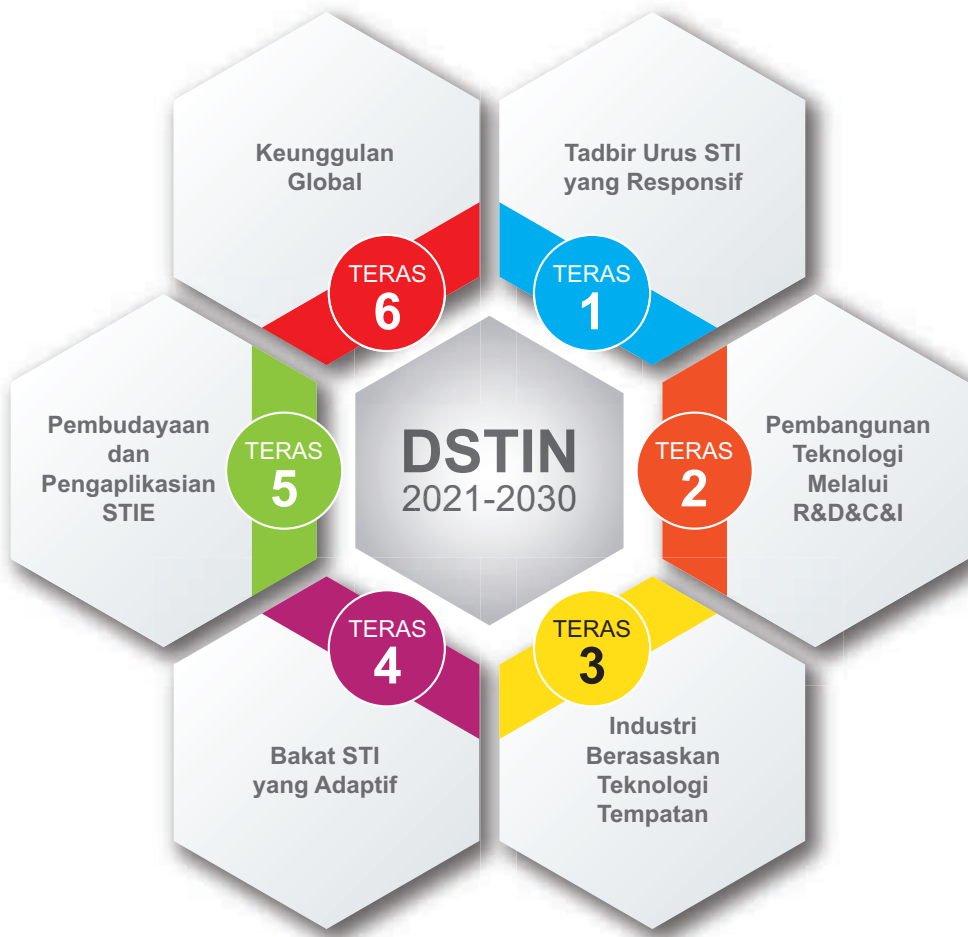 DSTIN
2021-2030
TERAS
1
Tadbir Urus STI
yang Responsif
TERAS
2
Pembangunan
Teknologi
Melalui
R&D&C&I
TERAS
3
Industri
Berasaskan
Teknologi
Tempatan
TERAS
4
Bakat STI
yang Adaptif
TERAS
5
Pembudayaan
dan
Pengaplikasian
STIE
TERAS
6
Keunggulan
Global